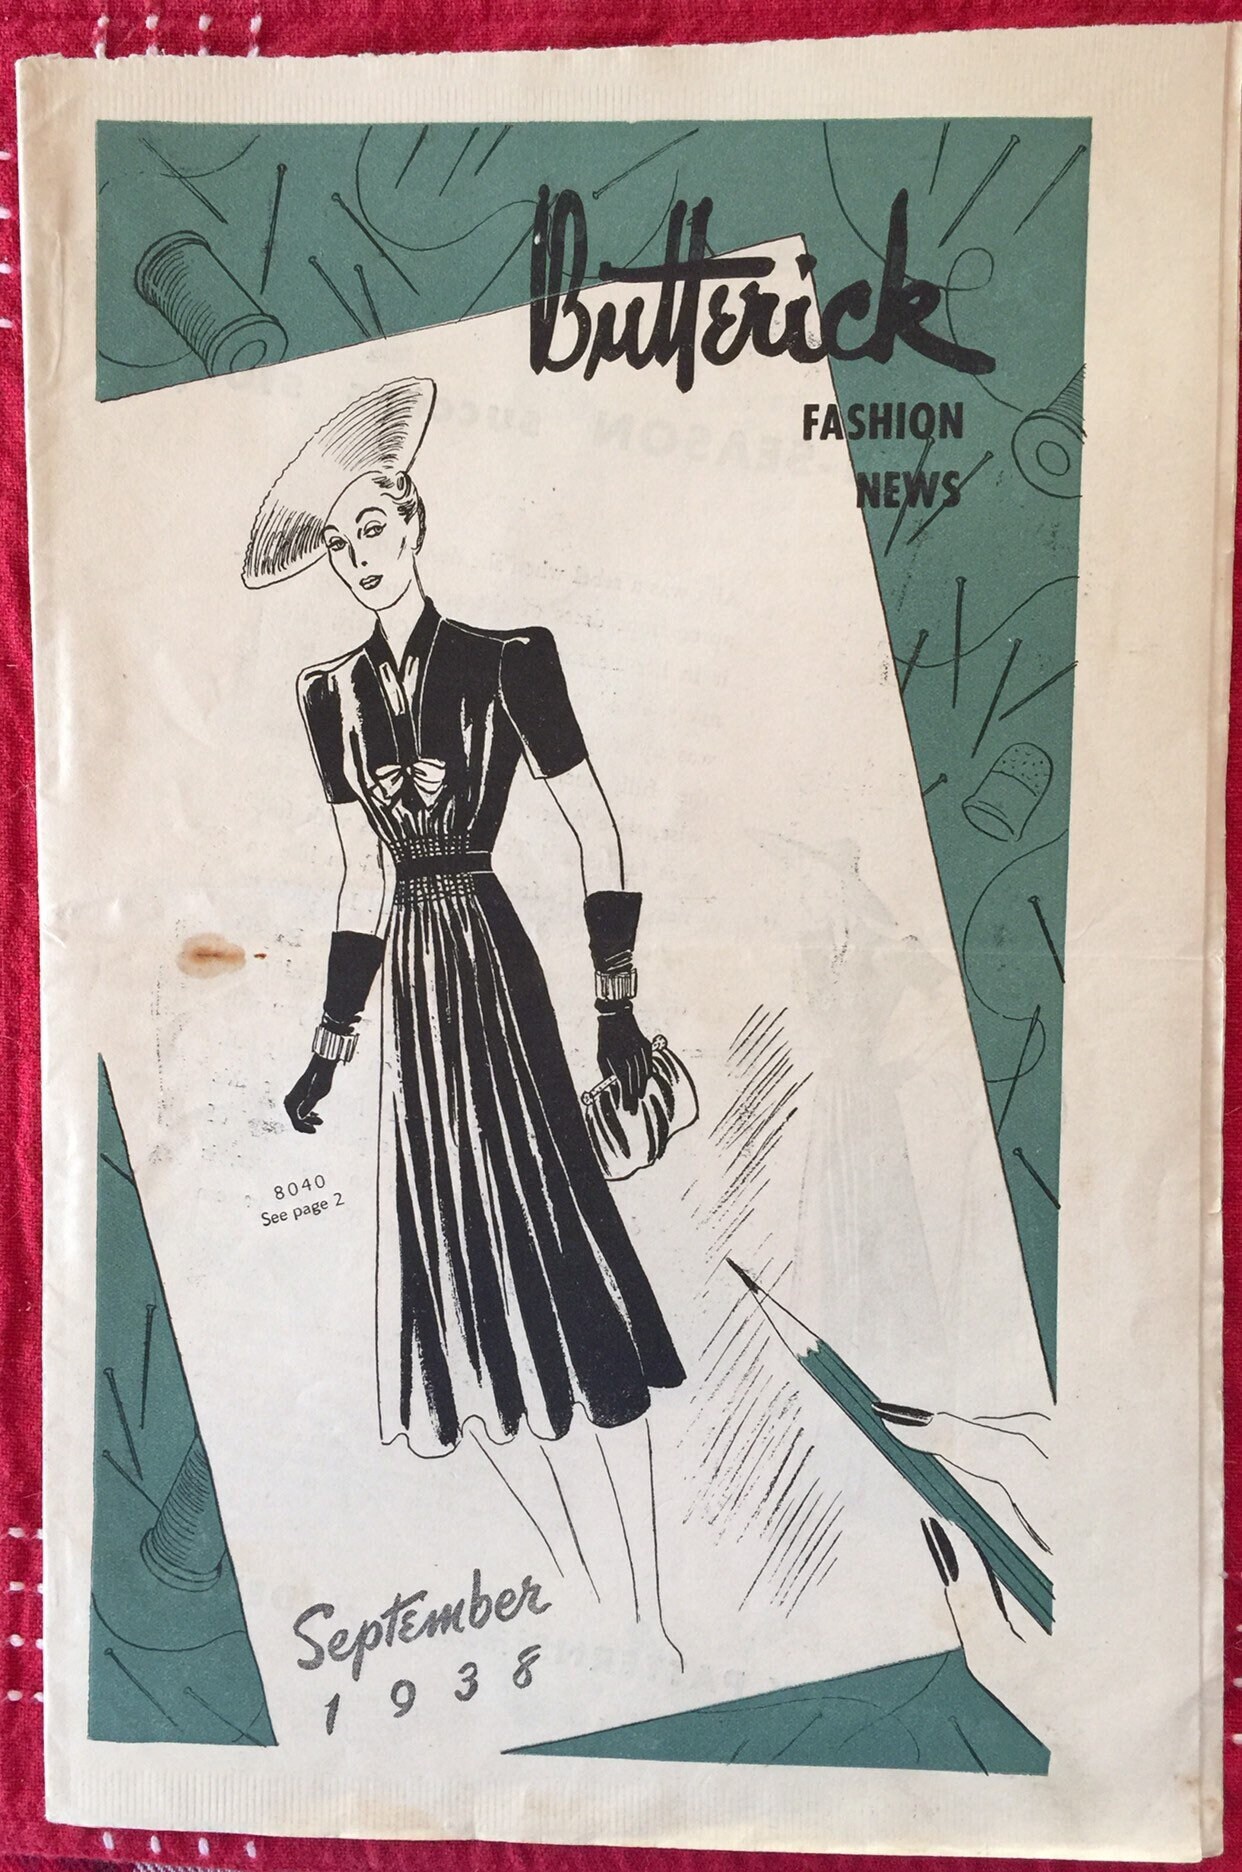 Butterick
FASHION
NEWS
8040
See page 2
September
1938